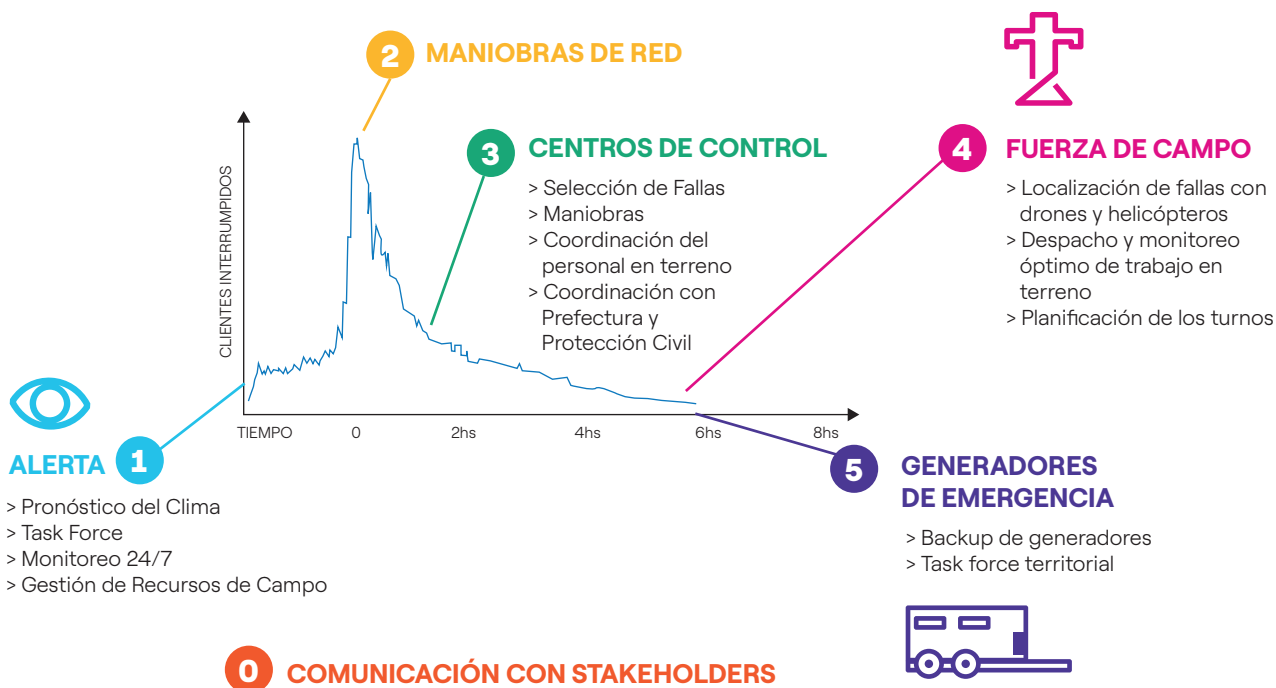 2 MANIOBRAS DE RED
CLIENTES INTERRUMPIDOS
3 CENTROS DE CONTROL
> Selección de Fallas
> Maniobras
> Coordinación del
personal en terreno
> Coordinación con
Prefectura y
Protección Civil
4 FUERZA DE CAMPO
> Localización de fallas con
drones y helicópteros
> Despacho y monitoreo
óptimo de trabajo en
terreno
> Planificación de los turnos
TIEMPO 0 2hs 4hs 6hs 8hs
ALERTA 1
> Pronóstico del Clima
> Task Force
> Monitoreo 24/7
> Gestión de Recursos de Campo
5 GENERADORES
DE EMERGENCIA
> Backup de generadores
> Task force territorial
0 COMUNICACIÓN CON STAKEHOLDERS